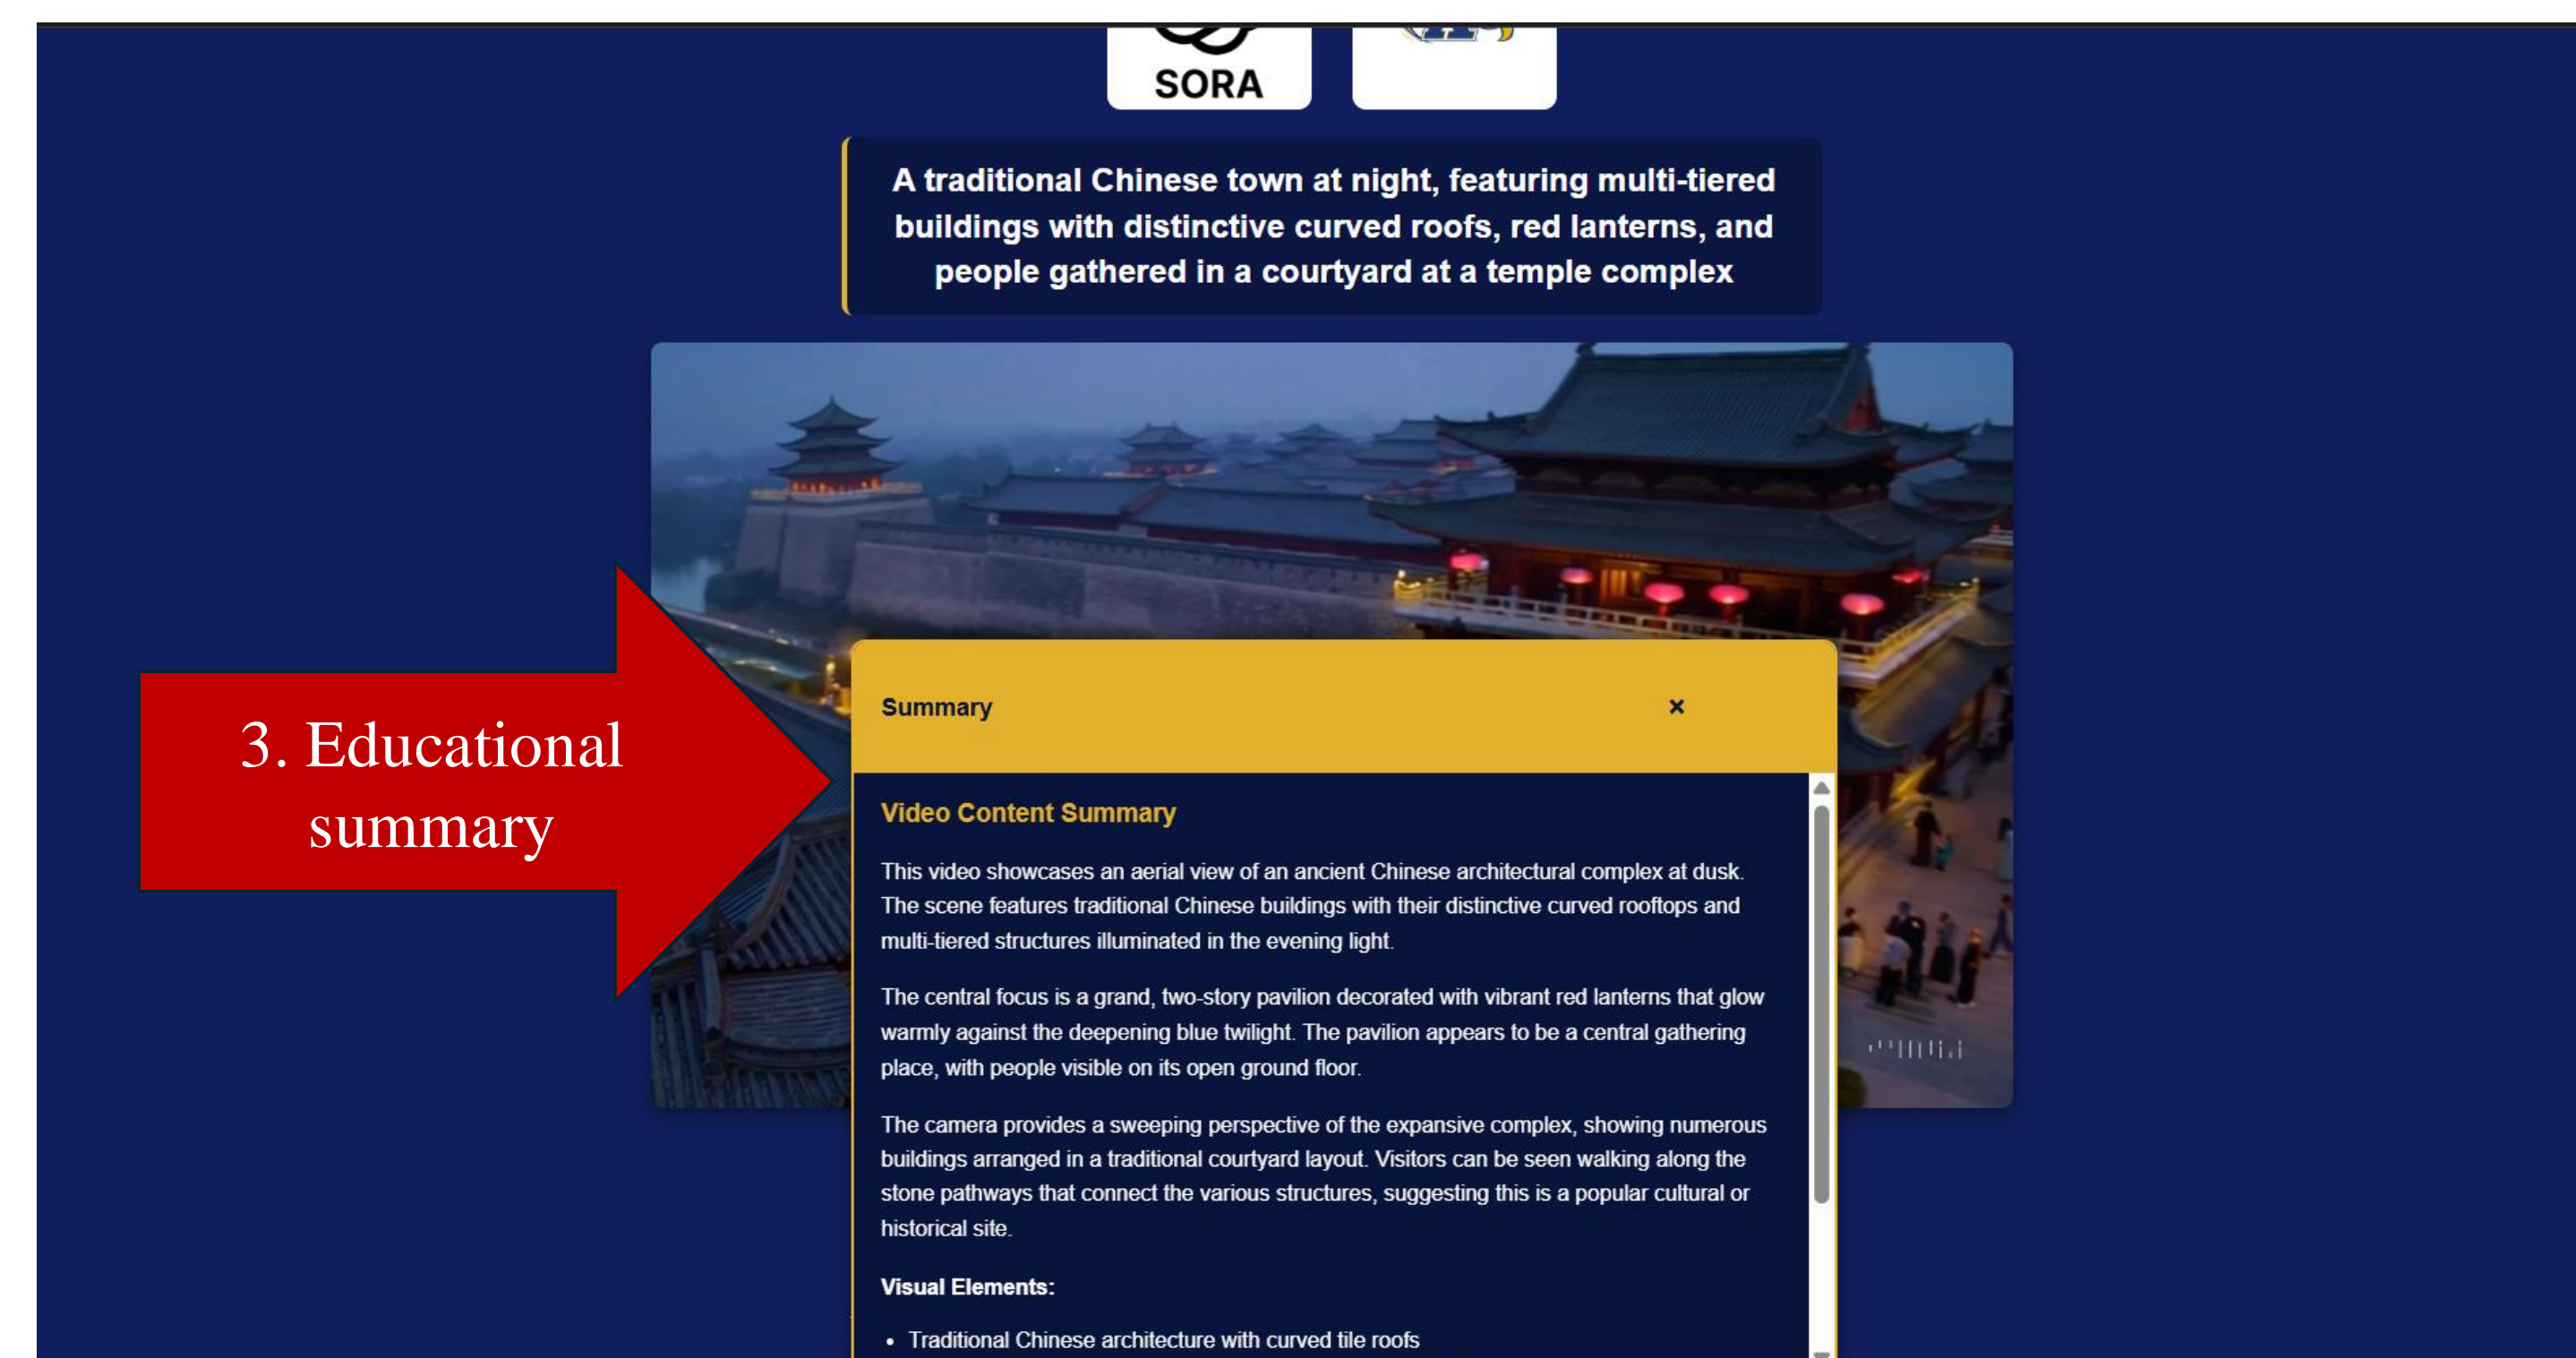 SORA
T
A traditional Chinese town at night, featuring multi-tiered
buildings with distinctive curved roofs, red lanterns, and
people gathered in a courtyard at a temple complex
3. Educational
summary
Summary
×
Video Content Summary
This video showcases an aerial view of an ancient Chinese architectural complex at dusk.
The scene features traditional Chinese buildings with their distinctive curved rooftops and
multi-tiered structures illuminated in the evening light.
The central focus is a grand, two-story pavilion decorated with vibrant red lanterns that glow
warmly against the deepening blue twilight. The pavilion appears to be a central gathering
place, with people visible on its open ground floor.
The camera provides a sweeping perspective of the expansive complex, showing numerous
buildings arranged in a traditional courtyard layout. Visitors can be seen walking along the
stone pathways that connect the various structures, suggesting this is a popular cultural or
historical site.
Visual Elements:
• Traditional Chinese architecture with curved tile roofs